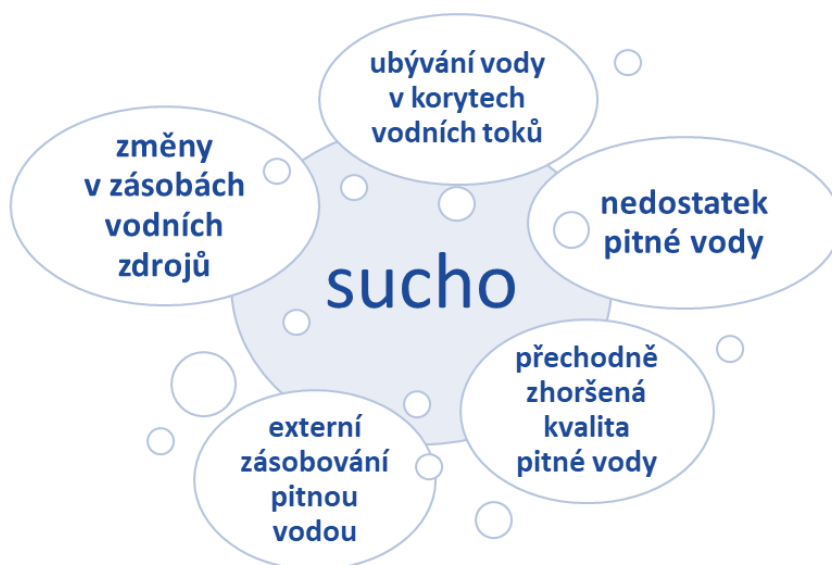 ubývání vody
v korytech
vodních toků
změny
v zásobách
vodních
zdrojů
nedostatek
pitné vody
sucho
přechodně
zhoršená
kvalita
pitné vody
externí
zásobování
pitnou
vodou